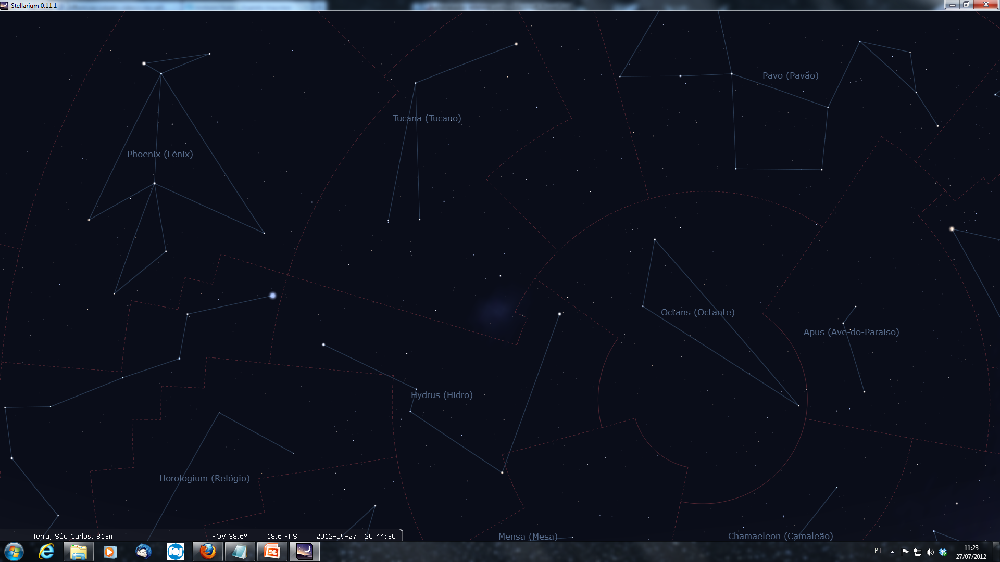 Stellarium 0.11.1
Pavo (Pavão)
Tucana (Tucano)
Phoenix (Fénix)
Octans (Octante)
Apus (Ave-do-Paraíso)
Hydrus (Hidro)
Horologium (Relógio)
Mensa (Mesa)
Chamaeleon (Camaleão)
Terra, São Carlos, 815m FOV 38.6° 18.6 FPS 2012-09-27 20:44:50
PT 11:23
27/07/2012